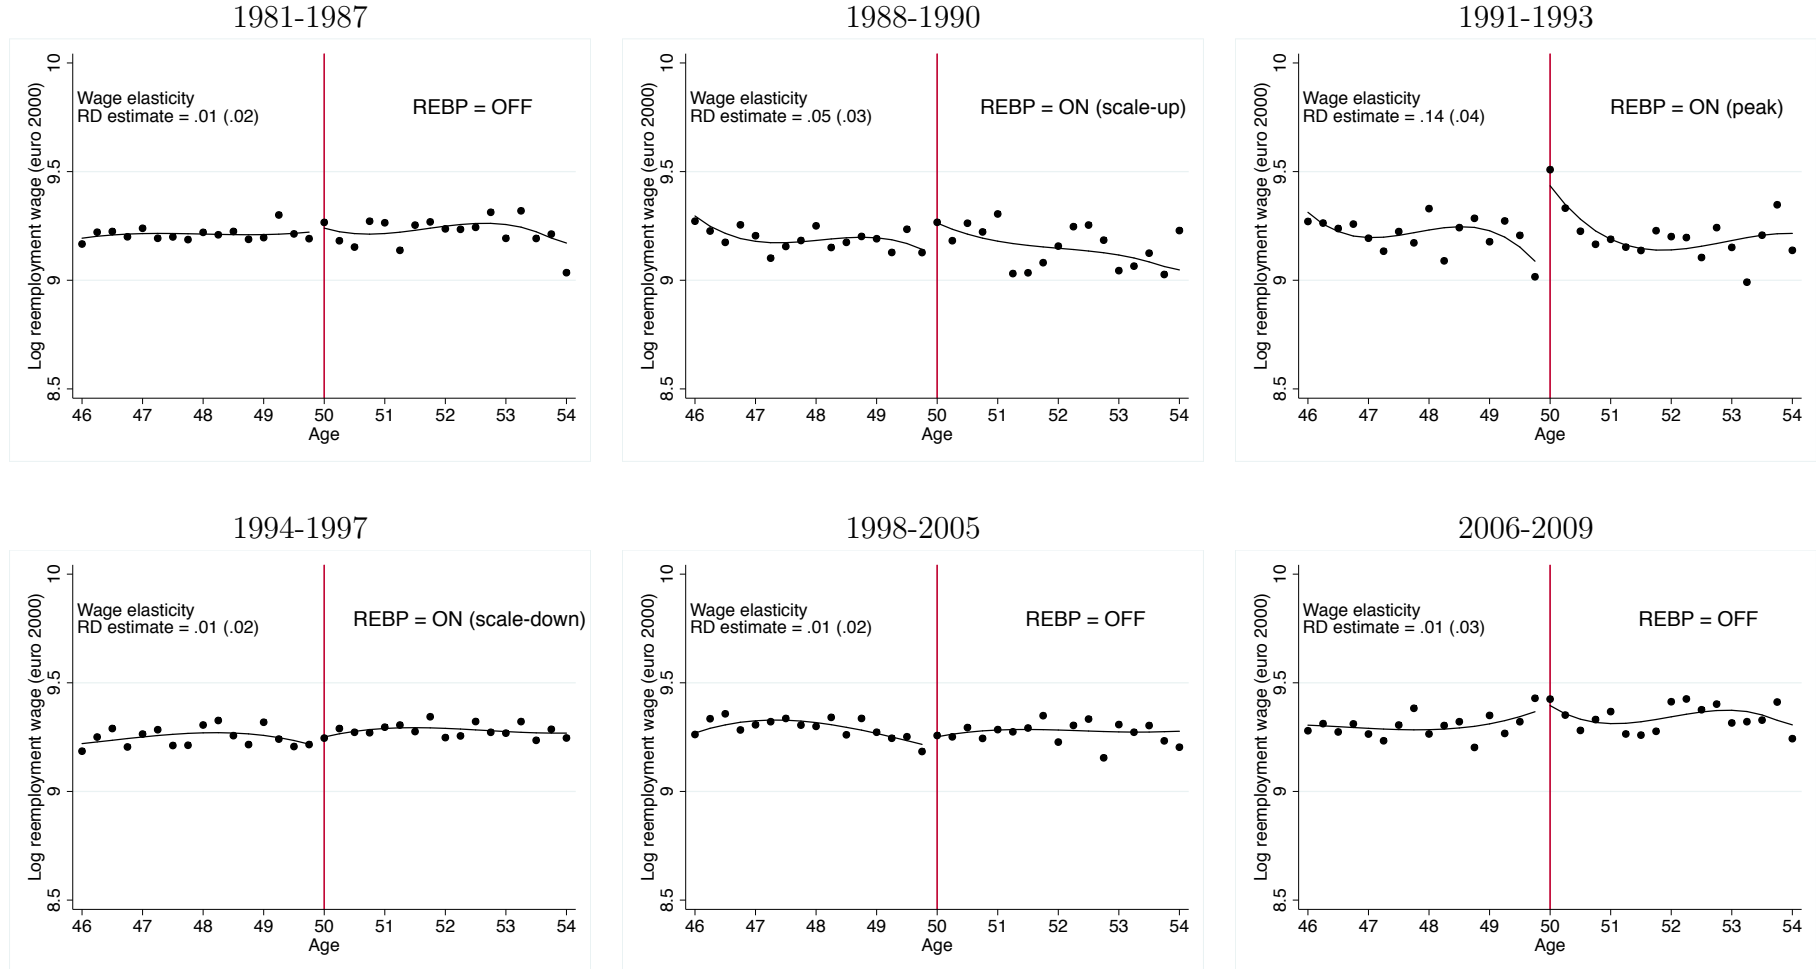 1981-1987
Log reemployment wage (euro 2000)
10
9.5
9
8.5
Wage elasticity
RD estimate = .01 (.02)
REBP = OFF
46 47 48 49 50 51 52 53 54
Age
1988-1990
Log reemployment wage (euro 2000)
10
9.5
9
8.5
Wage elasticity
RD estimate = .05 (.03)
REBP = ON (scale-up)
46 47 48 49 50 51 52 53 54
Age
1991-1993
Log reemployment wage (euro 2000)
10
9.5
9
8.5
Wage elasticity
RD estimate = .14 (.04)
REBP = ON (peak)
46 47 48 49 50 51 52 53 54
Age
1994-1997
Log reemployment wage (euro 2000)
10
9.5
9
8.5
Wage elasticity
RD estimate = .01 (.02)
REBP = ON (scale-down)
46 47 48 49 50 51 52 53 54
Age
1998-2005
Log reemployment wage (euro 2000)
10
9.5
9
8.5
Wage elasticity
RD estimate = .01 (.02)
REBP = OFF
46 47 48 49 50 51 52 53 54
Age
2006-2009
Log reemployment wage (euro 2000)
10
9.5
9
8.5
Wage elasticity
RD estimate = .01 (.03)
REBP = OFF
46 47 48 49 50 51 52 53 54
Age